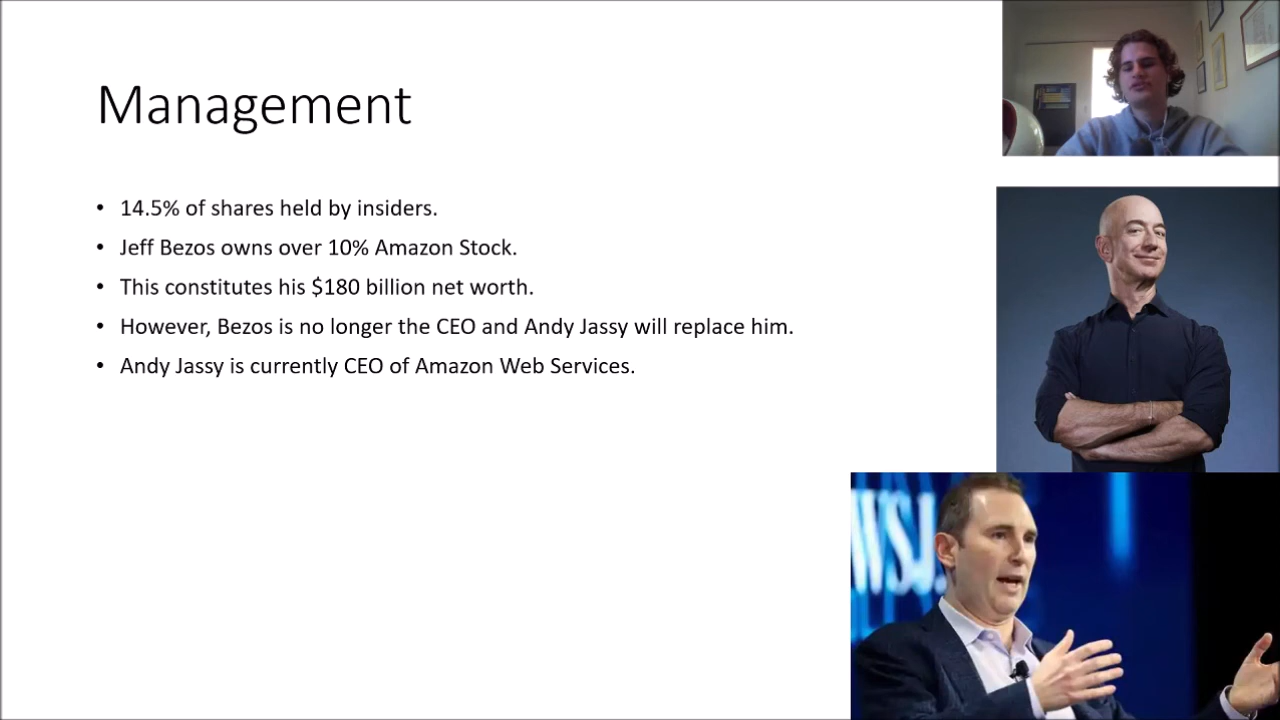 Management
• 14.5% of shares held by insiders.
• Jeff Bezos owns over 10% Amazon Stock.
• This constitutes his $180 billion net worth.
• However, Bezos is no longer the CEO and Andy Jassy will replace him.
• Andy Jassy is currently CEO of Amazon Web Services.
WSJ.